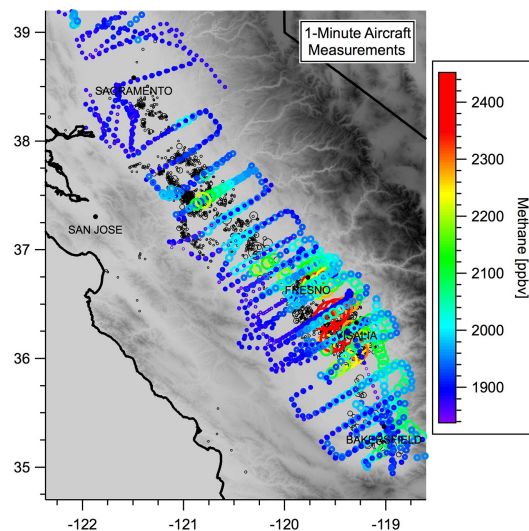 1-Minute Aircraft
Measurements
39
38
37
36
35
-122
-121
-120
-119
SACRAMENTO
SAN JOSE
FRESNO
ISALIA
BAKERSFIELD
2400
2300
2200
2100
2000
1900
Methane [ppbv]